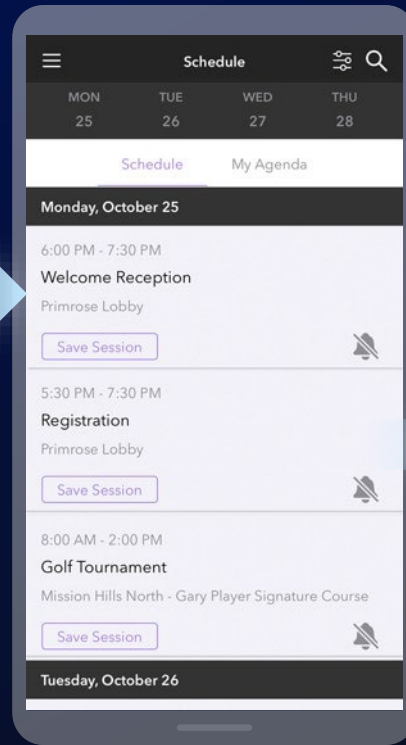 Schedule
MON TUE WED THU
25 26 27 28
Schedule My Agenda
Monday, October 25
6:00 PM - 7:30 PM
Welcome Reception
Primrose Lobby
Save Session
5:30 PM - 7:30 PM
Registration
Primrose Lobby
Save Session
8:00 AM - 2:00 PM
Golf Tournament
Mission Hills North - Gary Player Signature Course
Save Session
Tuesday, October 26